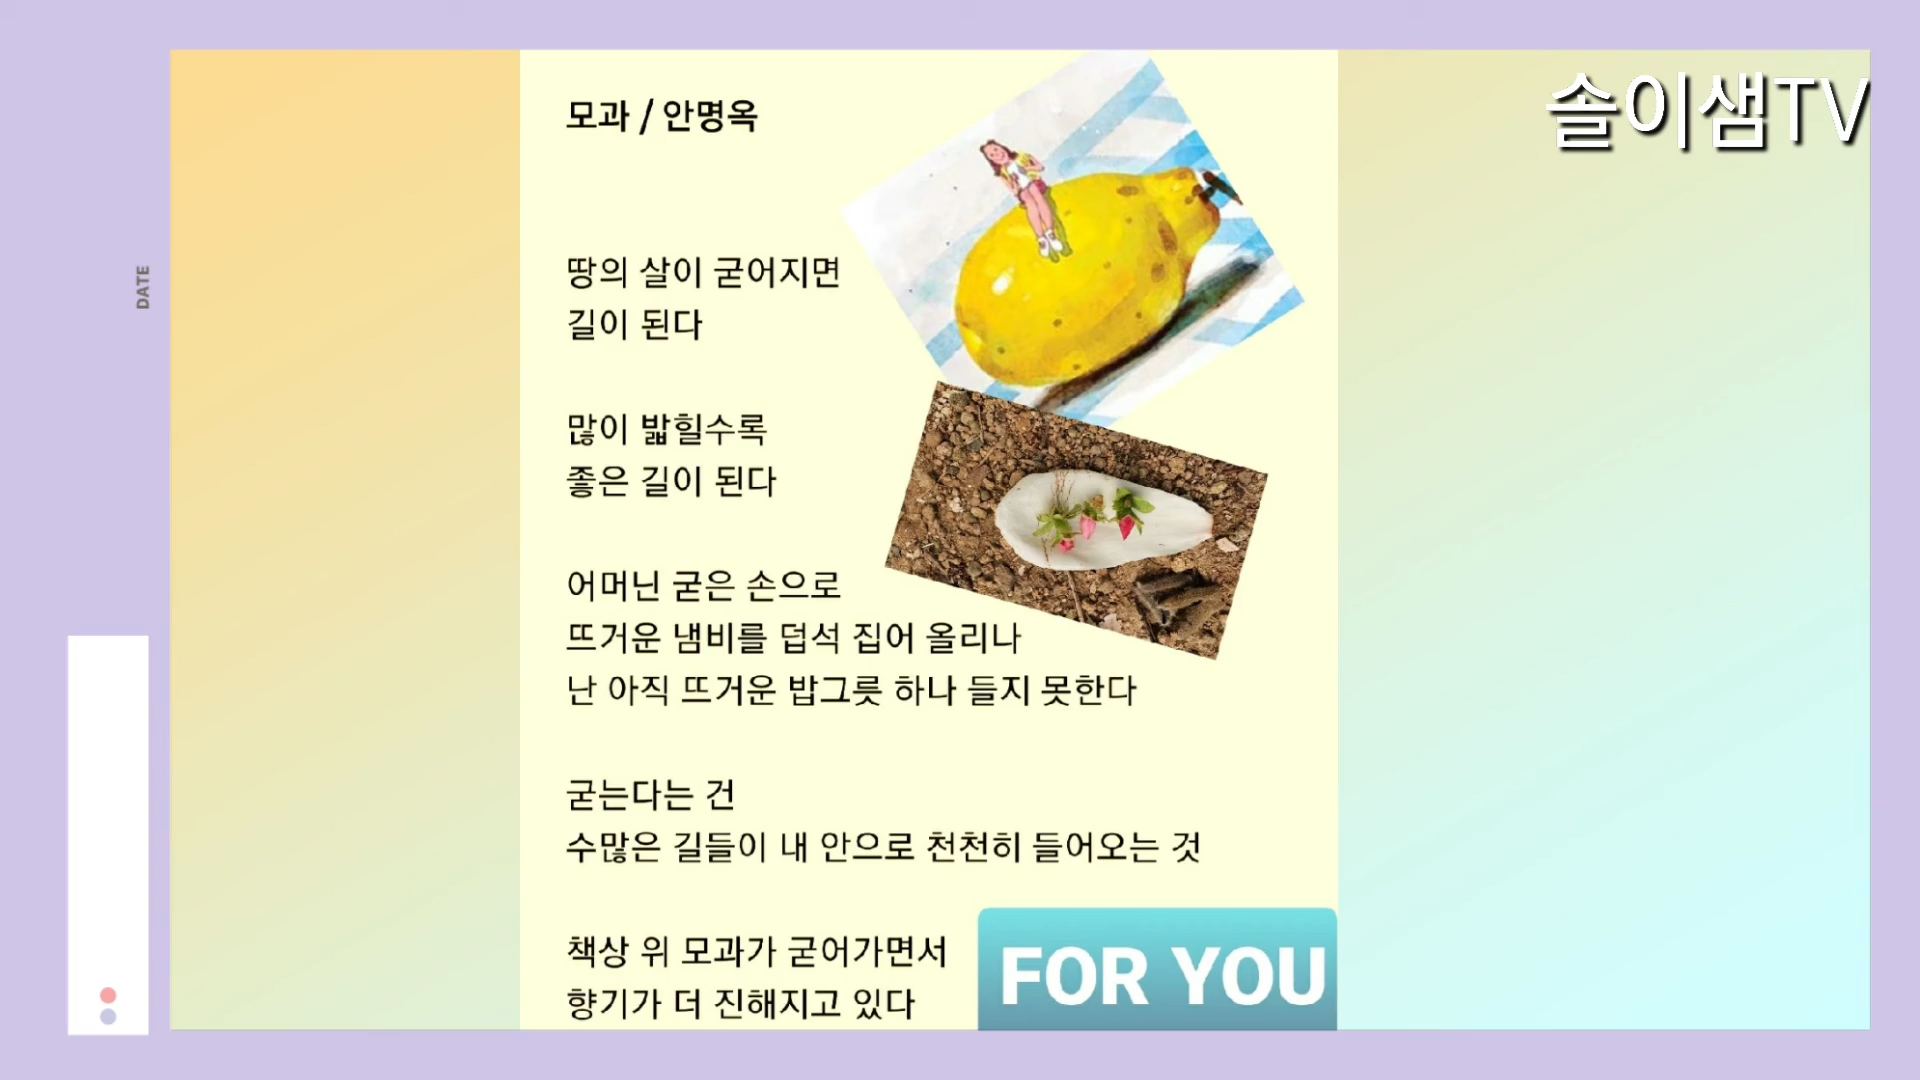 솔이샘TV
DATE
모과 / 안명옥
땅의 살이 굳어지면
길이 된다
많이 밟힐수록
좋은 길이 된다
어머닌 굳은 손으로
뜨거운 냄비를 덥석 집어 올리나
난 아직 뜨거운 밥그릇 하나 들지 못한다
굳는다는 건
수많은 길들이 내 안으로 천천히 들어오는 것
책상 위 모과가 굳어가면서
향기가 더 진해지고 있다
FOR YOU